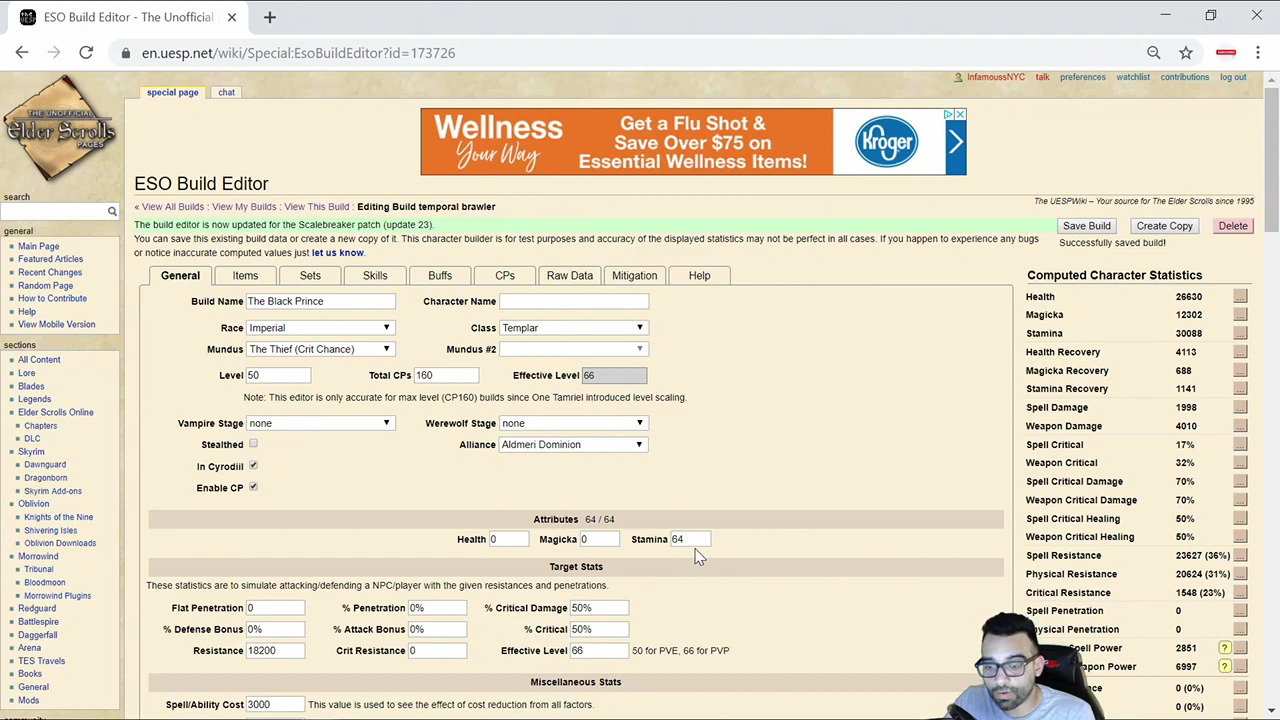 ESO Build Editor - The Unofficial
en.uesp.net/wiki/Special:EsoBuildEditor?id=173726
InfamoussNYC talk preferences watchlist contributions log out
special page chat
THE UNOFFICIAL
Elder Scrolls
PAGES
Wellness
Your Way
Get a Flu Shot &
Save Over $75 on
Essential Wellness Items!
Kroger
ESO Build Editor
The UESPWiki – Your source for The Elder Scrolls since 1995
« View All Builds : View My Builds : View This Build : Editing Build temporal brawler
The build editor is now updated for the Scalebreaker patch (update 23).
You can save this existing build data or create a new copy of it. This character builder is for test purposes and accuracy of the displayed statistics may not be perfect in all cases. If you happen to experience any bugs
or notice inaccurate computed values just let us know.
Save Build Create Copy Delete
Successfully saved build!
search
general
Main Page
Featured Articles
Recent Changes
Random Page
How to Contribute
Help
View Mobile Version
sections
All Content
Lore
Blades
Legends
Elder Scrolls Online
Chapters
DLC
Skyrim
Dawnguard
Dragonborn
Skyrim Add-ons
Oblivion
Knights of the Nine
Shivering Isles
Oblivion Downloads
Morrowind
Tribunal
Bloodmoon
Morrowind Plugins
Redguard
Battlespire
Daggerfall
Arena
TES Travels
Books
General
Mods
General Items Sets Skills Buffs CPs Raw Data Mitigation Help
Build Name The Black Prince Character Name
Race Imperial Class Templar
Mundus The Thief (Crit Chance) Mundus #2
Level 50 Total CPs 160 Effective Level 66
Note: This editor is only accurate for max level (CP160) builds since One Tamriel introduced level scaling.
Vampire Stage none Werewolf Stage none
Stealthed Alliance Aldmeri Dominion
In Cyrodiil
Enable CP
Attributes 64 / 64
Health 0 Magicka 0 Stamina 64
Target Stats
These statistics are to simulate attacking/defending a NPC/player with the given resistances and penetrations.
Flat Penetration 0 % Penetration 0% % Critical Damage 50%
% Defense Bonus 0% % Attack Bonus 0% % Critical 50%
Resistance 18200 Crit Resistance 0 Effective Level 66 50 for PVE, 66 for PVP
Miscellaneous Stats
Spell/Ability Cost 3000 This value is used to see the effect of cost reduction from all factors.
Computed Character Statistics
Health 26630 ...
Magicka 12302 ...
Stamina 30088 ...
Health Recovery 4113 ...
Magicka Recovery 688 ...
Stamina Recovery 1141 ...
Spell Damage 1998 ...
Weapon Damage 4010 ...
Spell Critical 17% ...
Weapon Critical 32% ...
Spell Critical Damage 70% ...
Weapon Critical Damage 70% ...
Spell Critical Healing 50% ...
Weapon Critical Healing 50% ...
Spell Resistance 23627 (36%) ...
Physical Resistance 20624 (31%) ...
Critical Resistance 1548 (23%) ...
Spell Penetration 0 ...
Physical Penetration 0 ...
Spell Power 2851 ? ...
Power 6997 ? ...
0 (0%) ...
0 (0%) ...